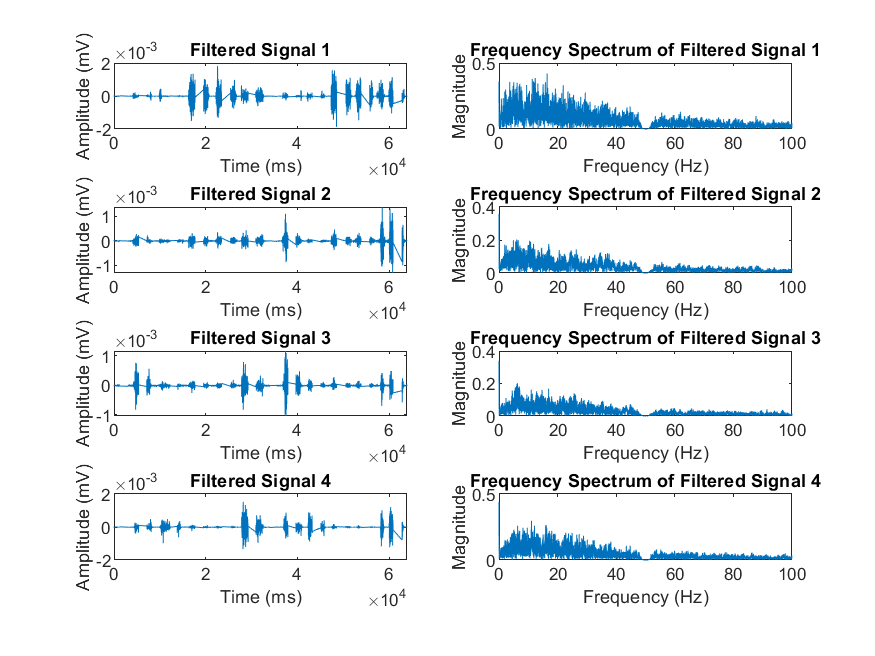 ×10-3
Filtered Signal 1
Amplitude (mV)
2
0
-2
0
2
4
6
Time (ms)
×104
Frequency Spectrum of Filtered Signal 1
Magnitude
0.5
0
0
20
40
60
80
100
Frequency (Hz)
×10-3
Filtered Signal 2
Amplitude (mV)
1
0
-1
0
2
4
6
Time (ms)
×104
Frequency Spectrum of Filtered Signal 2
Magnitude
0.4
0.2
0
0
20
40
60
80
100
Frequency (Hz)
×10-3
Filtered Signal 3
Amplitude (mV)
1
0
-1
0
2
4
6
Time (ms)
×104
Frequency Spectrum of Filtered Signal 3
Magnitude
0.4
0.2
0
0
20
40
60
80
100
Frequency (Hz)
×10-3
Filtered Signal 4
Amplitude (mV)
2
0
-2
0
2
4
6
Time (ms)
×104
Frequency Spectrum of Filtered Signal 4
Magnitude
0.5
0
0
20
40
60
80
100
Frequency (Hz)